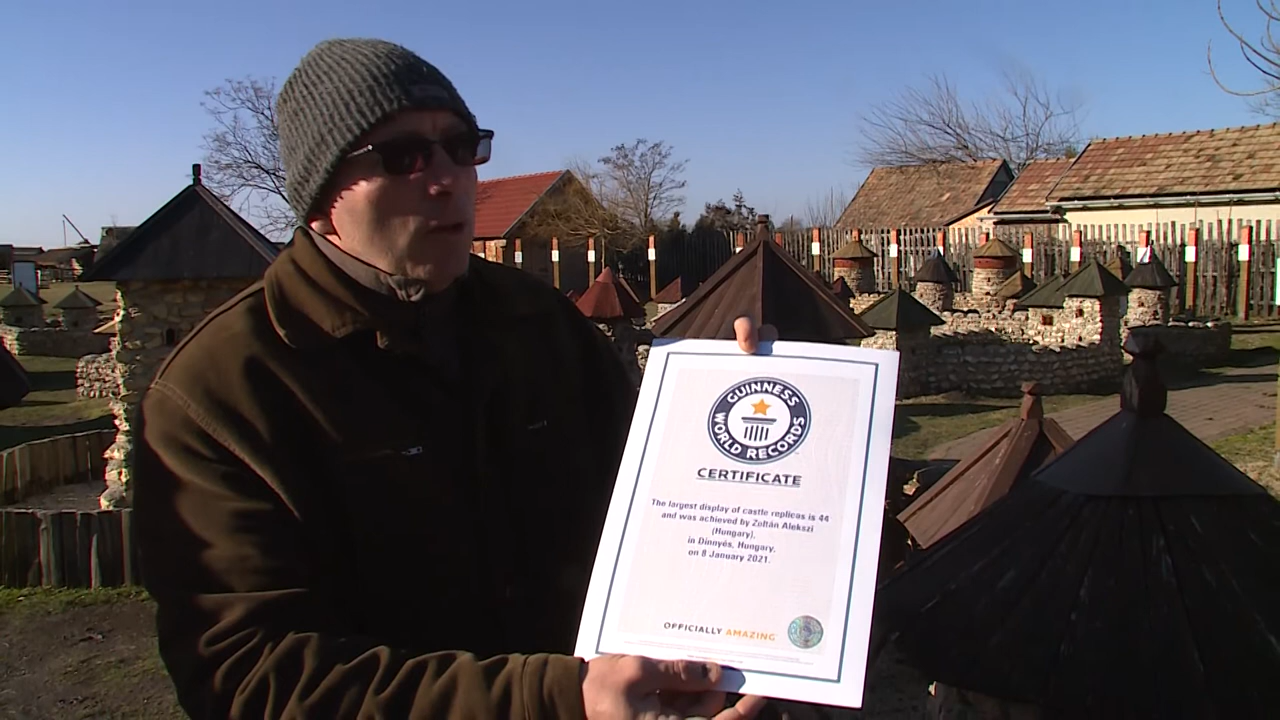 GUINNESS
WORLD RECORDS
CERTIFICATE
The largest display of castle replicas is 44
and was achieved by Zoltán Alekszi
(Hungary),
in Dinnyés, Hungary,
on 8 January 2021.
OFFICIALLY AMAZING